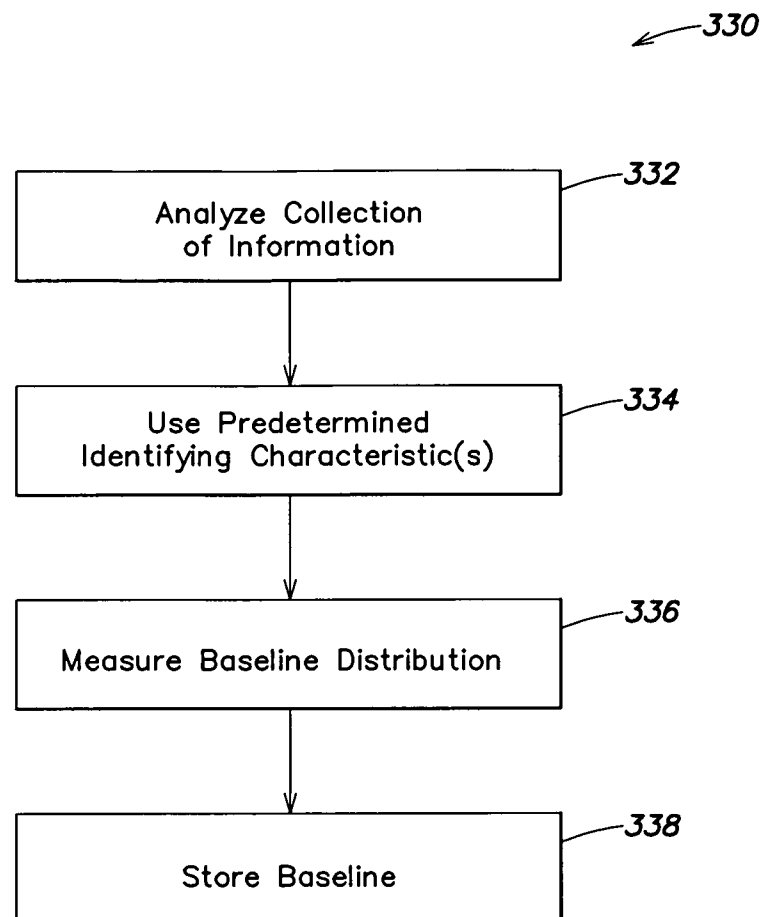 330
332
Analyze Collection
of Information
334
Use Predetermined
Identifying Characteristic(s)
336
Measure Baseline Distribution
338
Store Baseline